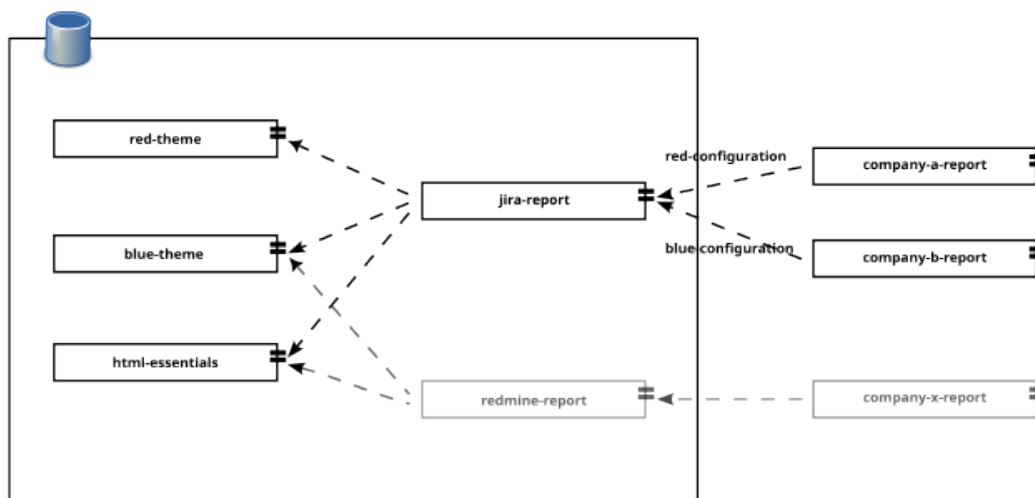 red-theme
red-configuration
company-a-report
jira-report
blue-theme
blue-configuration
company-b-report
html-essentials
redmine-report
company-x-report